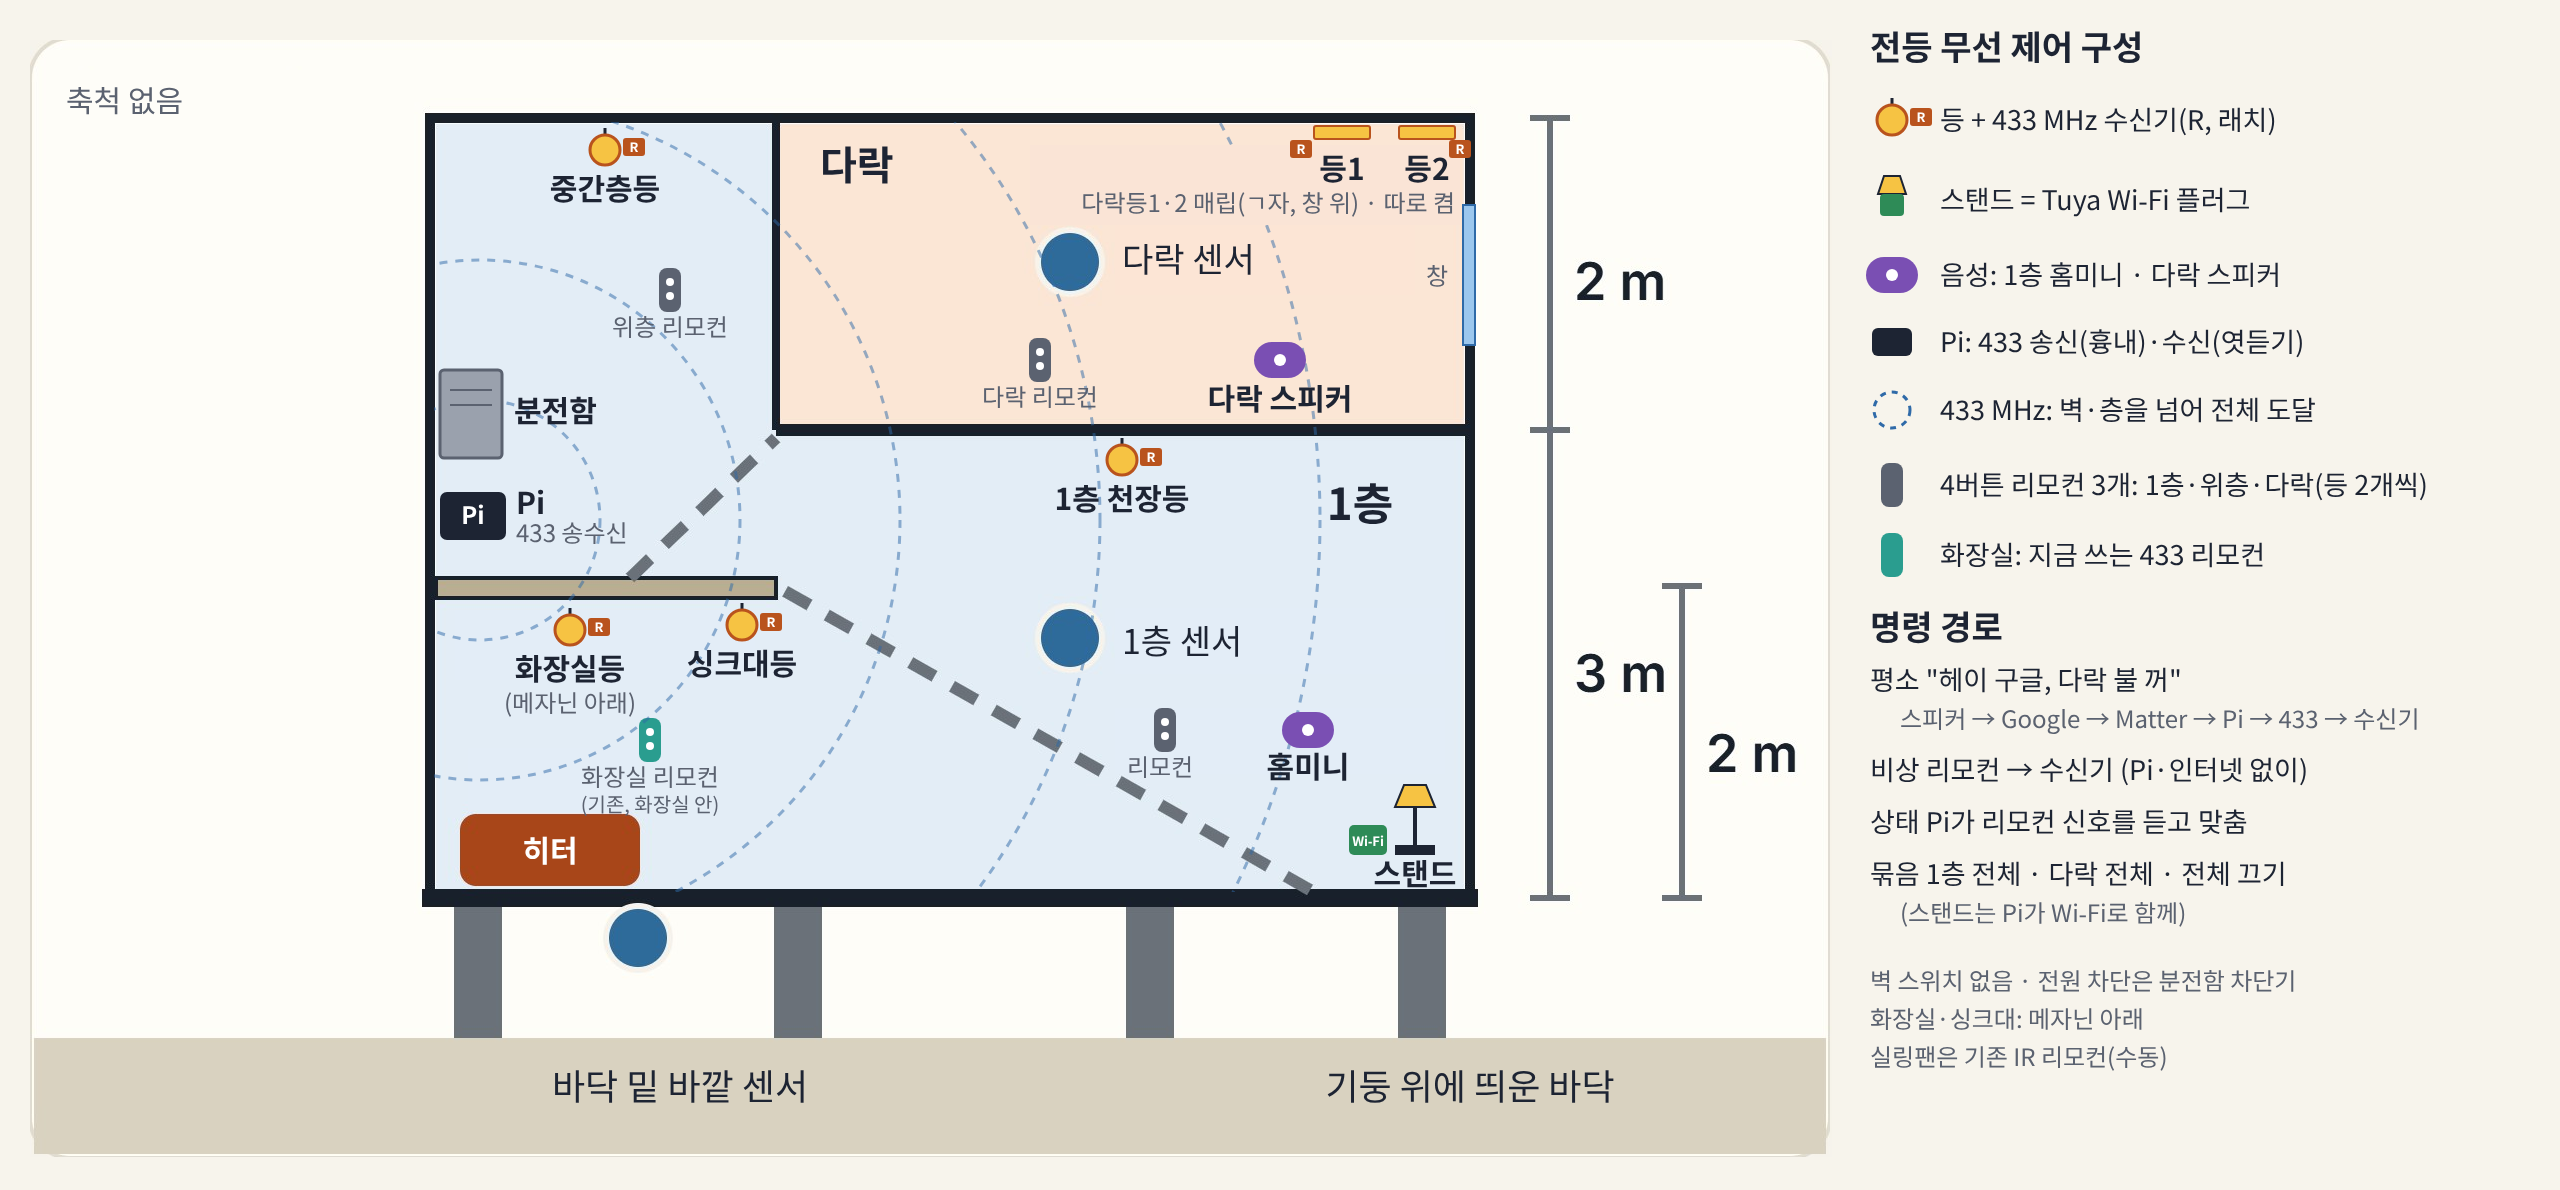 축척 없음
R
중간층등
위층 리모컨
분전함
Pi
Pi
433 송수신
다락
R
R
등1
등2
다락등1·2 매립(ㄱ자, 창 위) · 따로 켬
다락 센서
창
다락 리모컨
다락 스피커
R
1층 천장등
1층
R
화장실등
(메자닌 아래)
R
싱크대등
1층 센서
화장실 리모컨
(기존, 화장실 안)
리모컨
홈미니
Wi-Fi
스탠드
히터
2 m
3 m
2 m
바닥 밑 바깥 센서
기둥 위에 띄운 바닥
전등 무선 제어 구성
R
등 + 433 MHz 수신기(R, 래치)
스탠드 = Tuya Wi-Fi 플러그
음성: 1층 홈미니 · 다락 스피커
Pi: 433 송신(흉내)·수신(엿듣기)
433 MHz: 벽·층을 넘어 전체 도달
4버튼 리모컨 3개: 1층·위층·다락(등 2개씩)
화장실: 지금 쓰는 433 리모컨
명령 경로
평소 "헤이 구글, 다락 불 꺼"
스피커 → Google → Matter → Pi → 433 → 수신기
비상 리모컨 → 수신기 (Pi·인터넷 없이)
상태 Pi가 리모컨 신호를 듣고 맞춤
묶음 1층 전체 · 다락 전체 · 전체 끄기
(스탠드는 Pi가 Wi-Fi로 함께)
벽 스위치 없음 · 전원 차단은 분전함 차단기
화장실·싱크대: 메자닌 아래
실링팬은 기존 IR 리모컨(수동)